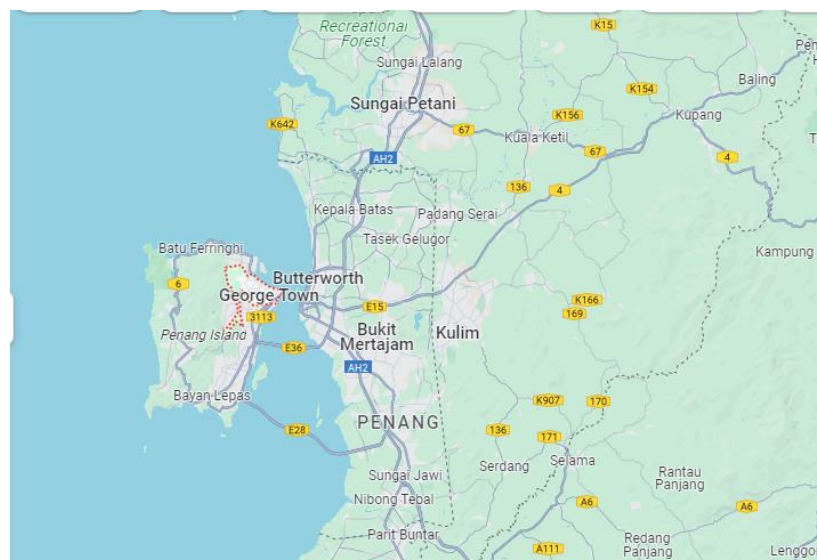 Recreational
Forest
K15
Sungai Lalang
Baling
K154
Sungai Petani
K156
Kupang
K642
67
Kuala Ketil
67
4
AH2
136
4
Kepala Batas
Padang Serai
Tasek Gelugor
Batu Ferringhi
Kampung
Butterworth
6
George Town
E15
K166
3113
169
Penang Island
Bukit
Mertajam
Kulim
E36
AH2
Bayan Lepas
K907
170
PENANG
E28
136
171
Selama
Serdang
Rantau
Panjang
Sungai Jawi
Nibong Tebal
A6
A6
Parit Buntar
Redang
Panjang
A111
Lenggo